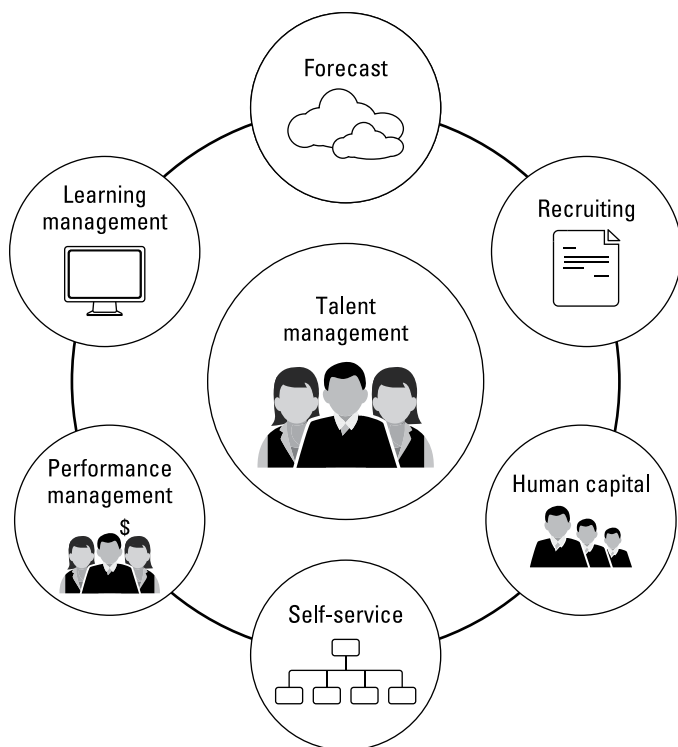 Forecast
Learning
management
Recruiting
Talent
management
Performance
management
$
Human capital
Self-service